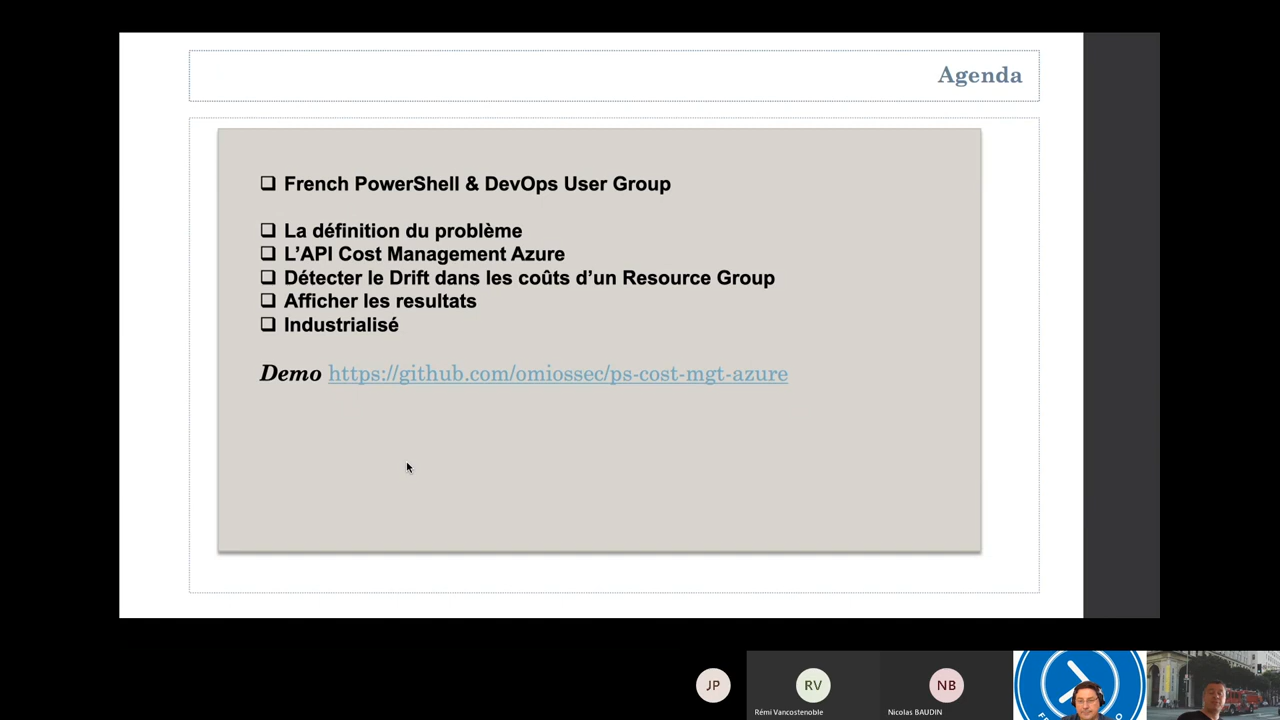 Agenda
❑ French PowerShell & DevOps User Group
❑ La définition du problème
❑ L’API Cost Management Azure
❑ Détecter le Drift dans les coûts d’un Resource Group
❑ Afficher les resultats
❑ Industrialisé
Demo https://github.com/omiossec/ps-cost-mgt-azure
JP
RV
NB
Rémi Vancostenoble
Nicolas BAUDIN